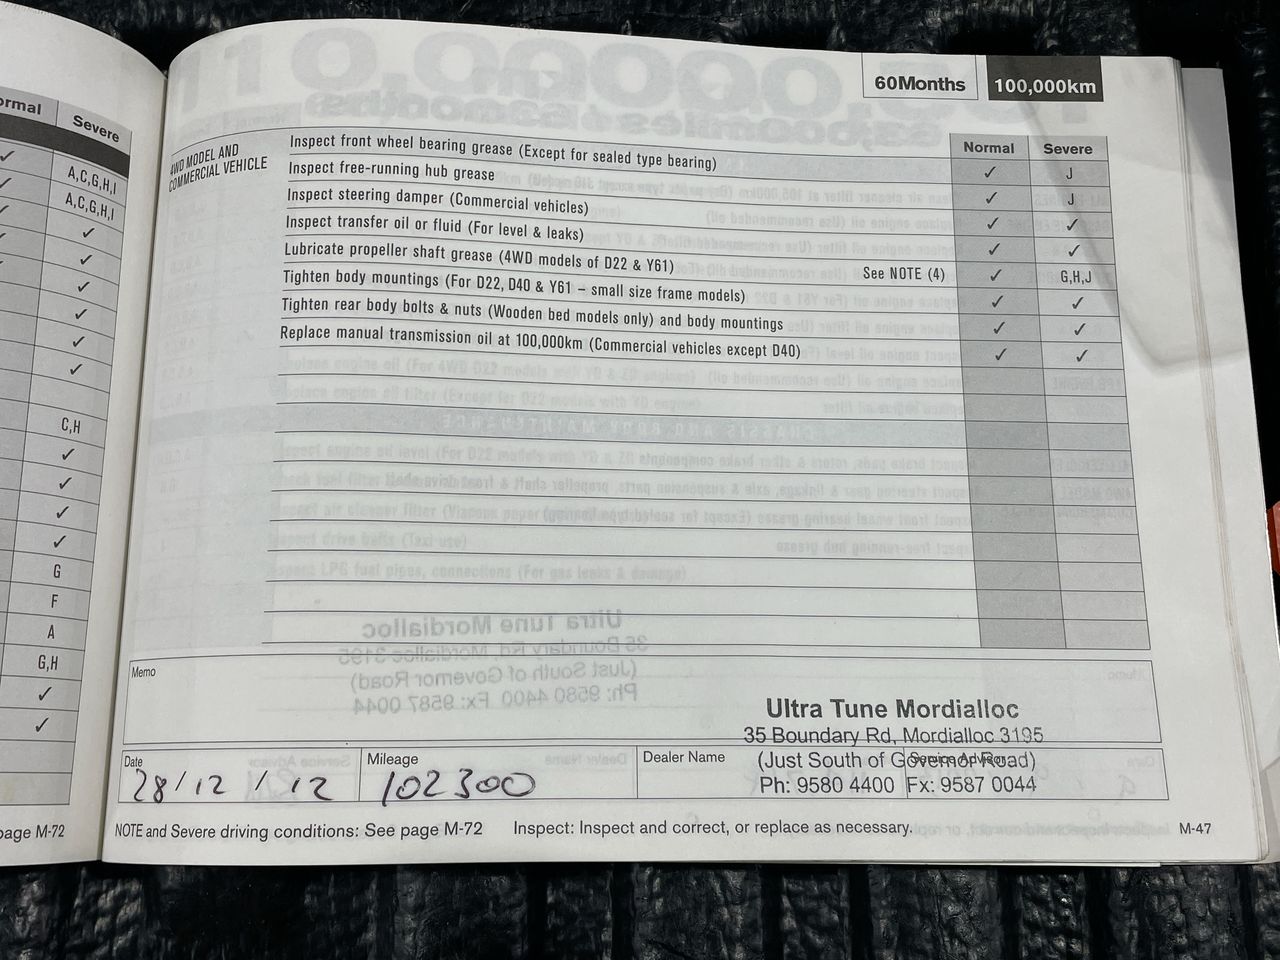 60Months 100,000km
ormal Severe
✓ A,C,G,H,I
✓ A,C,G,H,I
✓ ✓
✓
✓
✓
✓
✓
C,H
✓
✓
✓
✓
G
F
A
G,H
✓
✓
page M-72
Normal Severe
4WD MODEL AND
COMMERCIAL VEHICLE
Inspect front wheel bearing grease (Except for sealed type bearing) ✓ J
Inspect free-running hub grease ✓ J
Inspect steering damper (Commercial vehicles) ✓ ✓
Inspect transfer oil or fluid (For level & leaks) ✓ ✓
Lubricate propeller shaft grease (4WD models of D22 & Y61) See NOTE (4) ✓ G,H,J
Tighten body mountings (For D22, D40 & Y61 – small size frame models) ✓ ✓
Tighten rear body bolts & nuts (Wooden bed models only) and body mountings ✓ ✓
Replace manual transmission oil at 100,000km (Commercial vehicles except D40) ✓ ✓
Memo
Ultra Tune Mordialloc
35 Boundary Rd, Mordialloc 3195
(Just South of Governor Road)
Ph: 9580 4400 Fx: 9587 0044
Date
28/12/12
Mileage
102300
Dealer Name
Service Advisor
NOTE and Severe driving conditions: See page M-72 Inspect: Inspect and correct, or replace as necessary.
M-47